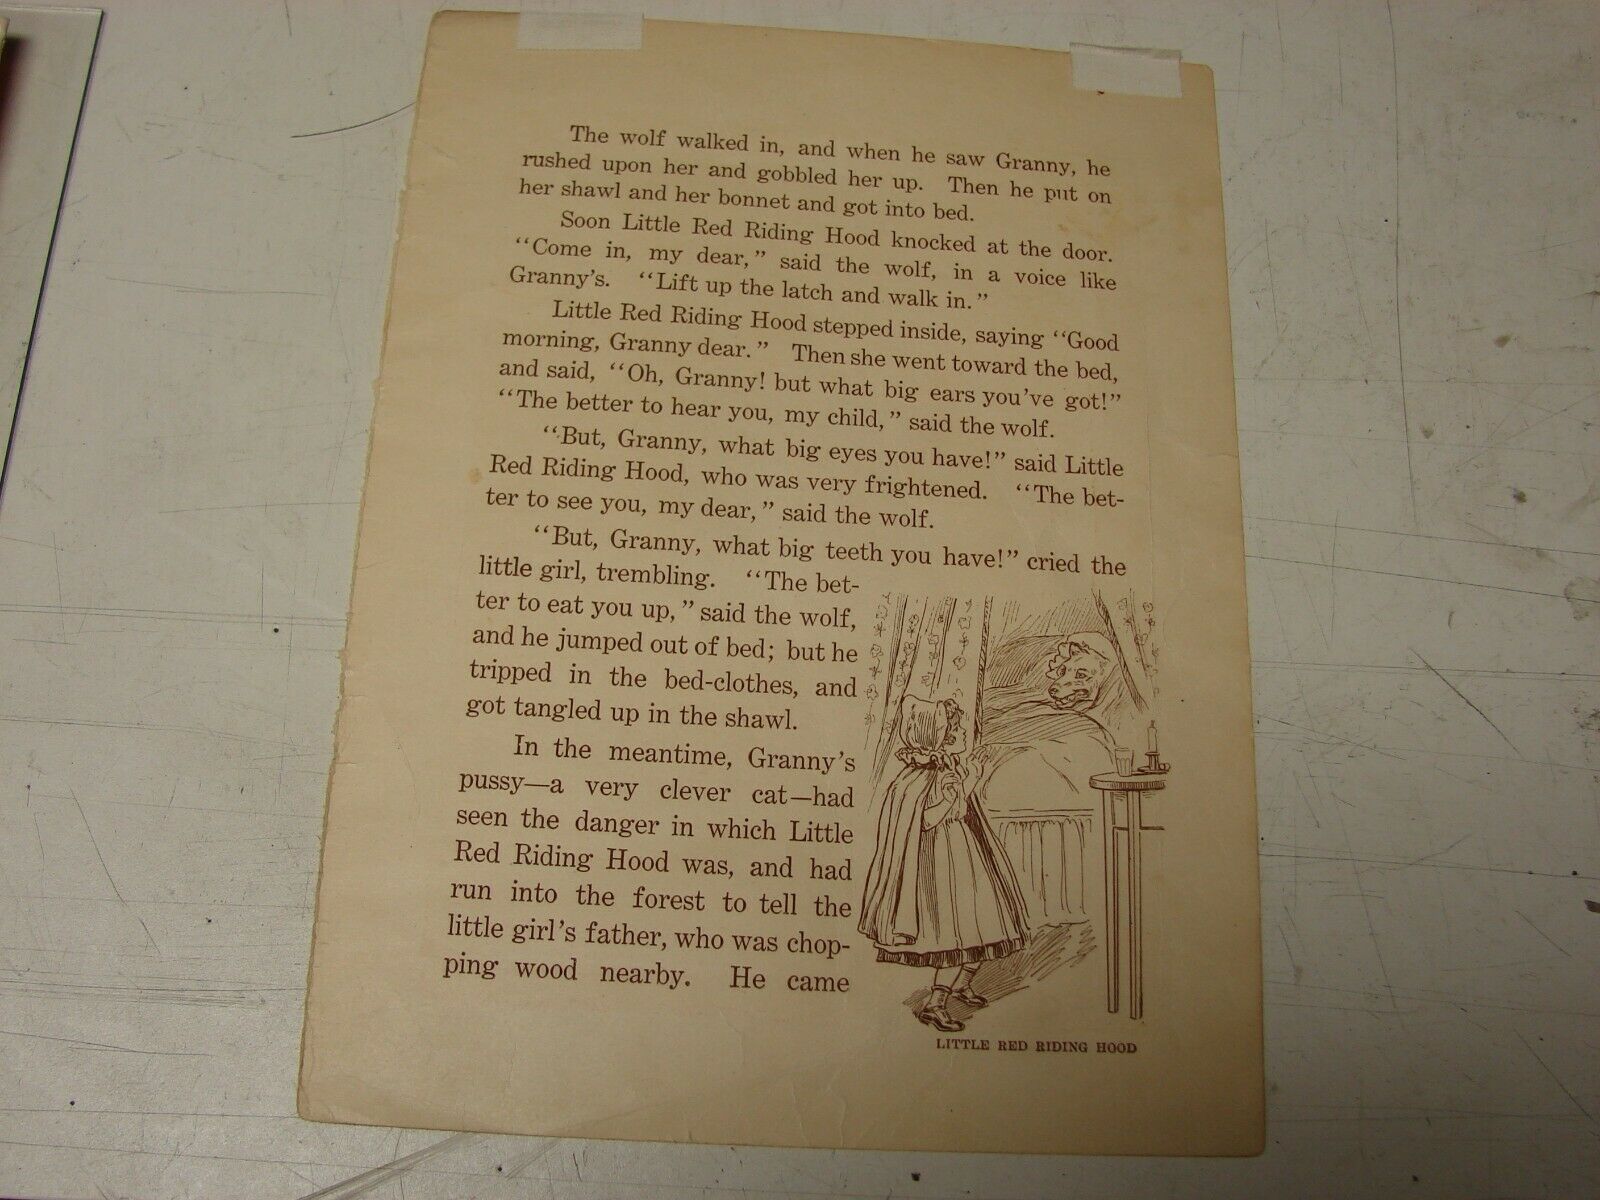 The wolf walked in, and when he saw Granny, he
rushed upon her and gobbled her up. Then he put on
her shawl and her bonnet and got into bed.
Soon Little Red Riding Hood knocked at the door.
“Come in, my dear,” said the wolf, in a voice like
Granny's. “Lift up the latch and walk in.”
Little Red Riding Hood stepped inside, saying “Good
morning, Granny dear.” Then she went toward the bed,
and said, “Oh, Granny! but what big ears you've got!”
“The better to hear you, my child,” said the wolf.
“But, Granny, what big eyes you have!” said Little
Red Riding Hood, who was very frightened. “The bet-
ter to see you, my dear,” said the wolf.
“But, Granny, what big teeth you have!” cried the
little girl, trembling. “The bet-
ter to eat you up,” said the wolf,
and he jumped out of bed; but he
tripped in the bed-clothes, and
got tangled up in the shawl.
In the meantime, Granny's
pussy—a very clever cat—had
seen the danger in which Little
Red Riding Hood was, and had
run into the forest to tell the
little girl's father, who was chop-
ping wood nearby. He came
LITTLE RED RIDING HOOD